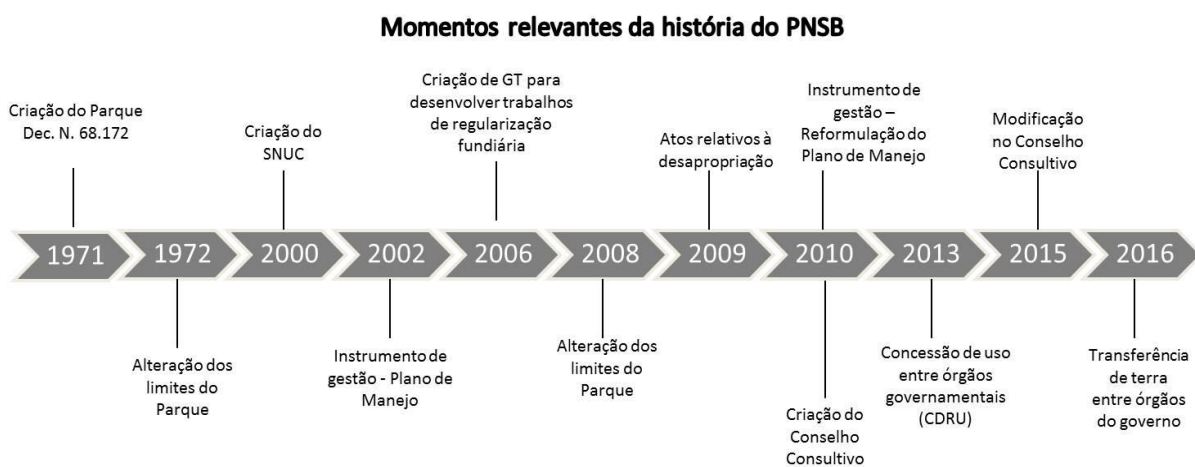 Momentos relevantes da história do PNSB
Criação do Parque
Dec. N. 68.172
Criação do
SNUC
Criação de GT para
desenvolver trabalhos
de regularização
fundiária
Atos relativos à
desapropriação
Instrumento de
gestão –
Reformulação do
Plano de Manejo
Modificação
no Conselho
Consultivo
1971
1972
2000
2002
2006
2008
2009
2010
2013
2015
2016
Alteração dos
limites do
Parque
Instrumento de
gestão - Plano de
Manejo
Alteração dos
limites do
Parque
Criação do
Conselho
Consultivo
Concessão de uso
entre órgãos
governamentais
(CDRU)
Transferência
de terra
entre órgãos
do governo